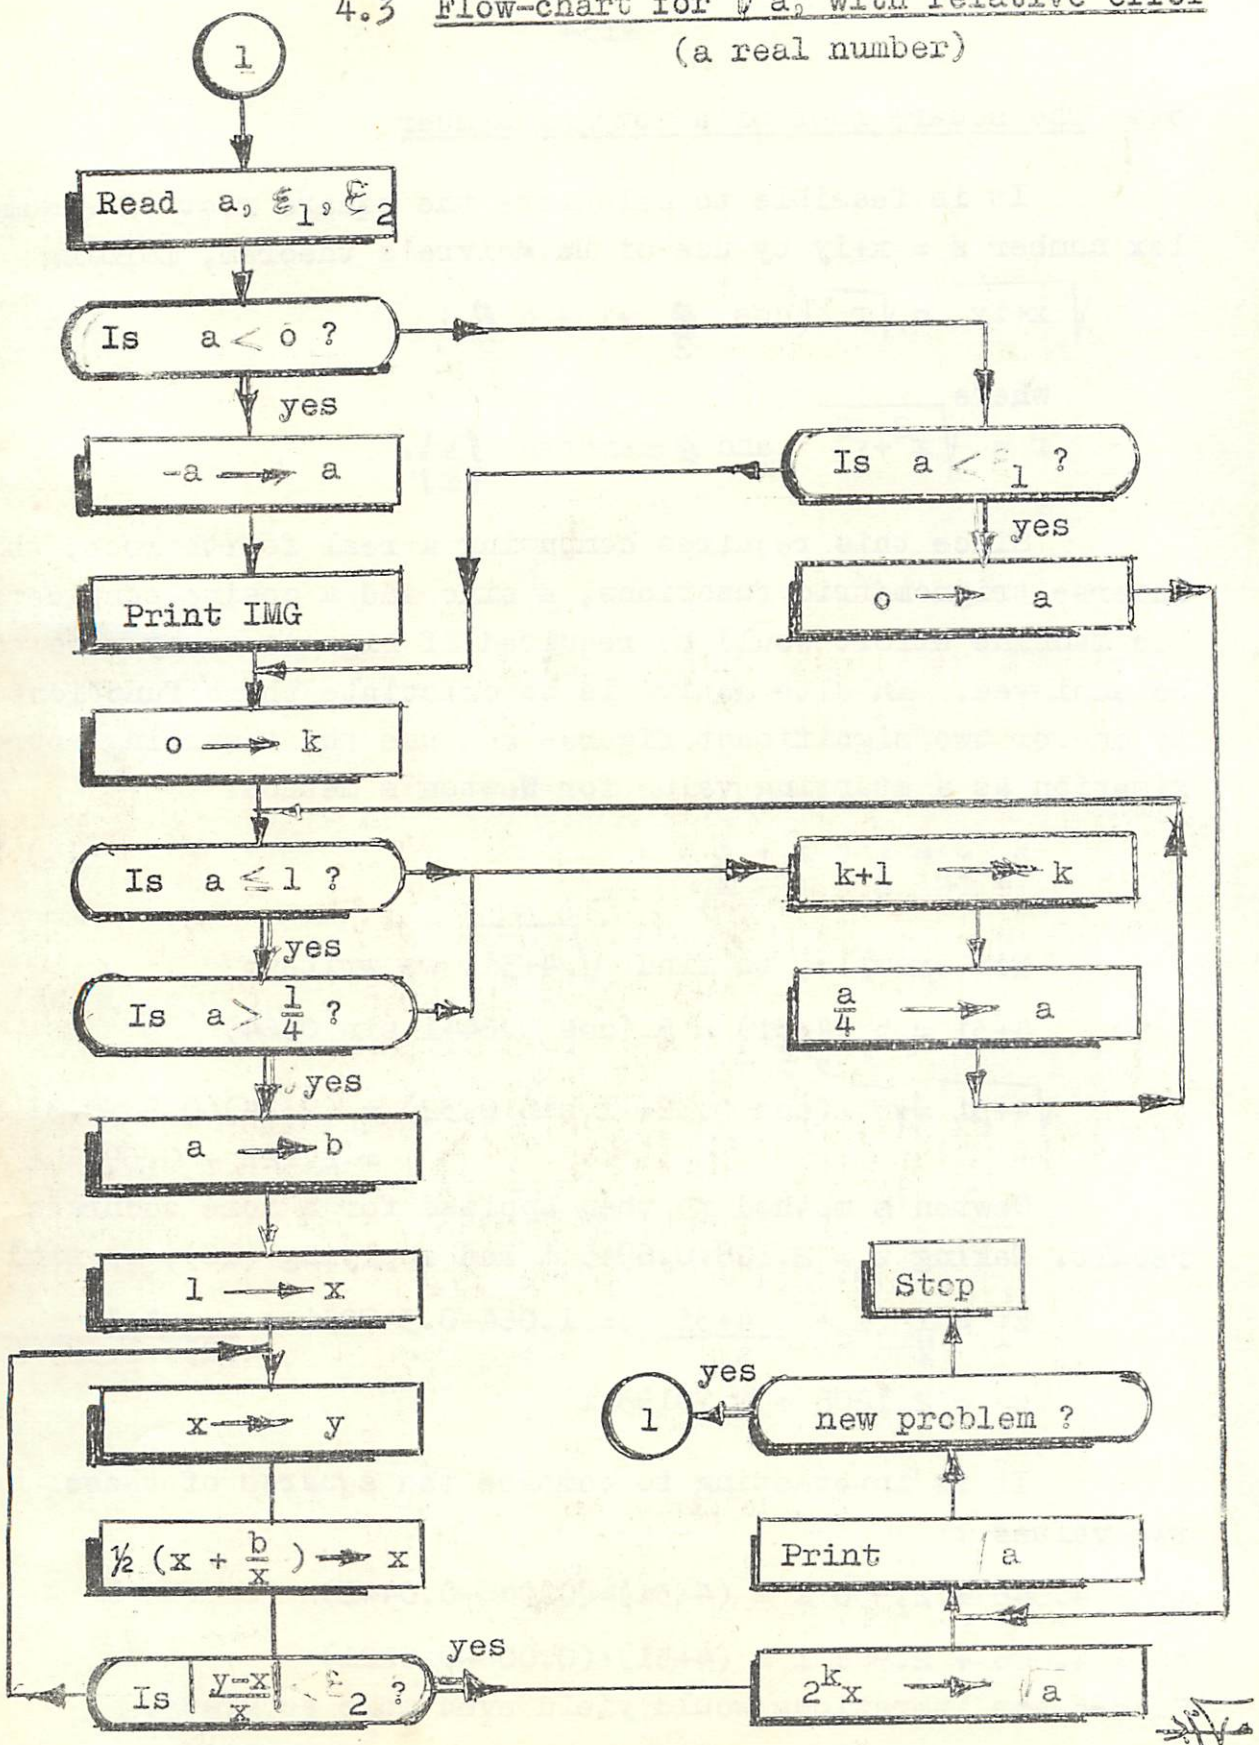 4.3 Flow-chart for √a, with relative error
(a real number)
1
Read a, ε1, ε2
Is a < o ?
yes
-a → a
Is a < ε1 ?
yes
o → a
Print IMG
o → k
Is a ≤ 1 ?
k+1 → k
yes
Is a > 1/4 ?
a/4 → a
yes
a → b
1 → x
Stop
x → y
yes
1
new problem ?
½ (x + b/x) → x
Print √a
Is |y-x/x| < ε2 ?
yes
2^k x → √a